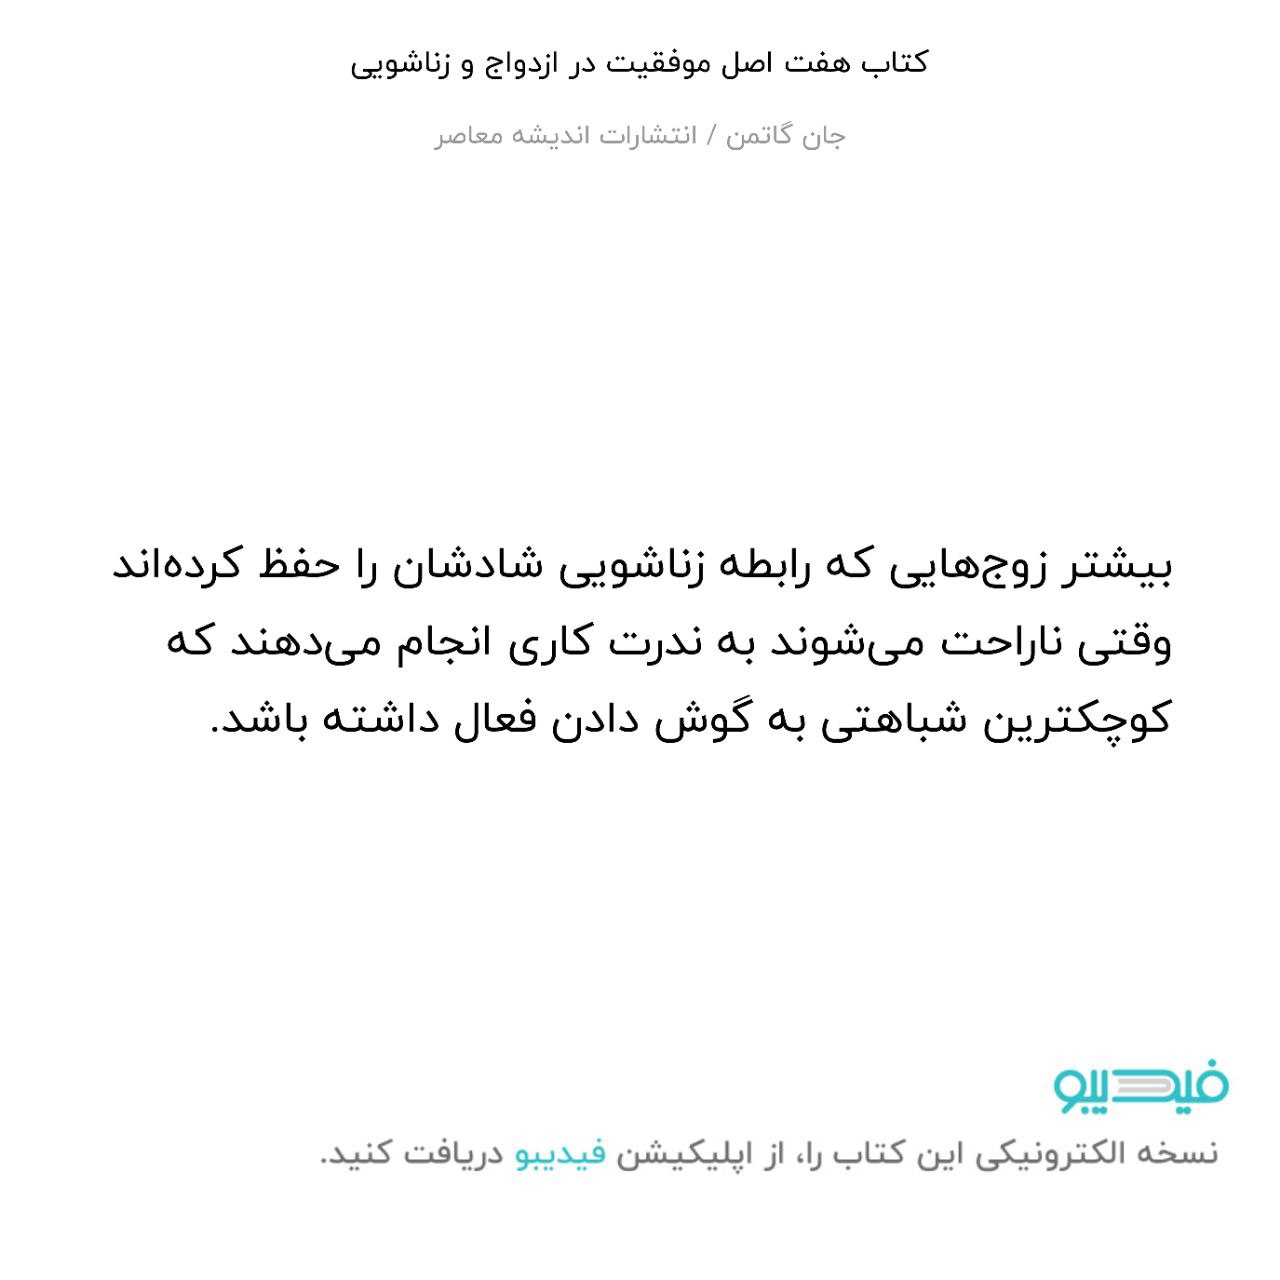 کتاب هفت اصل موفقیت در ازدواج و زناشویی
جان گاتمن / انتشارات اندیشه معاصر
بیشتر زوج‌هایی که رابطه زناشویی شادشان را حفظ کرده‌اند
وقتی ناراحت می‌شوند به ندرت کاری انجام می‌دهند که
کوچکترین شباهتی به گوش دادن فعال داشته باشد.
فیدیبو
نسخه الکترونیکی این کتاب را، از اپلیکیشن فیدیبو دریافت کنید.